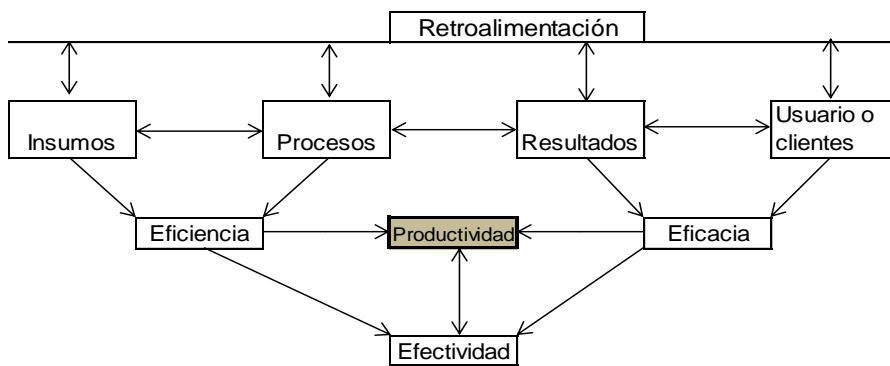 Retroalimentación
Insumos
Procesos
Resultados
Usuario o
clientes
Eficiencia
Productividad
Eficacia
Efectividad